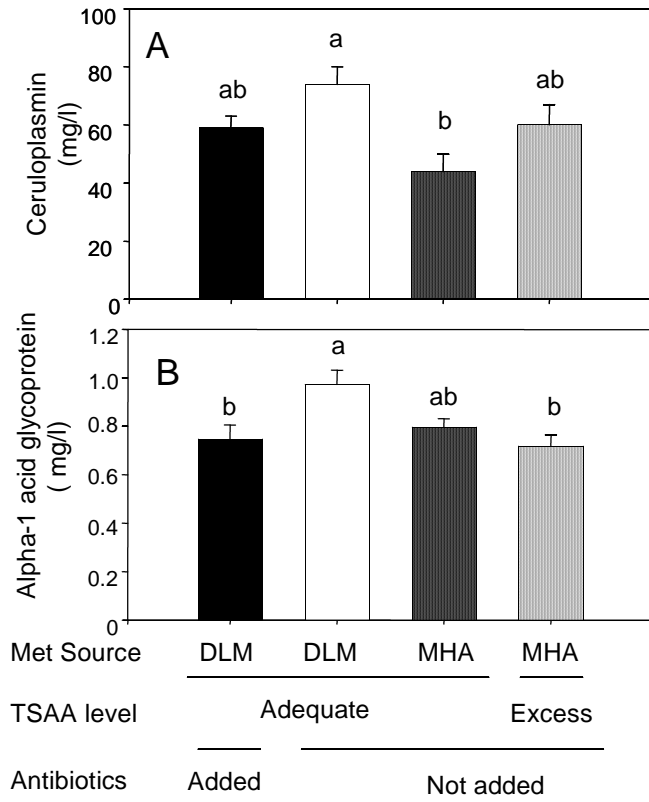 100
A
a
80
ab
ab
60
b
40
20
0
Ceruloplasmin
(mg/l)
1.2
B
a
1.0
b
ab
b
0.8
0.6
0.4
0.2
0
Alpha-1 acid glycoprotein
( mg/l)
Met Source DLM DLM MHA MHA
TSAA level Adequate Excess
Antibiotics Added Not added